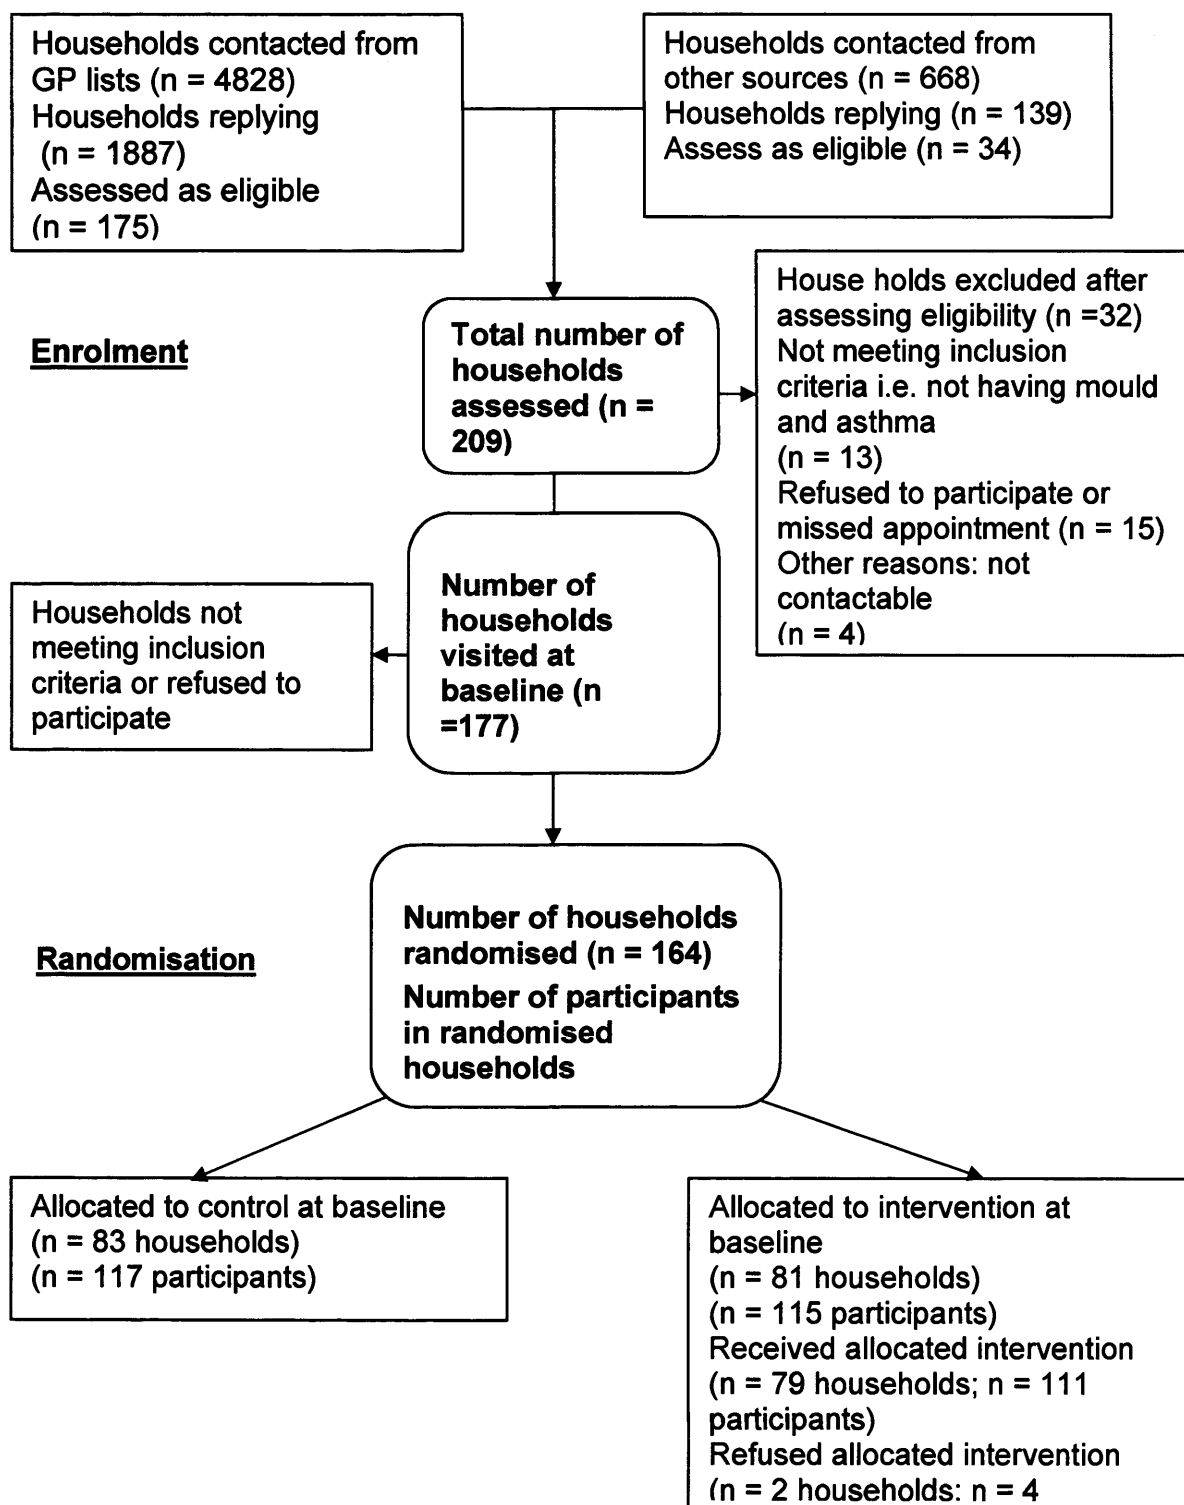 Households contacted from
GP lists (n = 4828)
Households replying
(n = 1887)
Assessed as eligible
(n = 175)
Households contacted from
other sources (n = 668)
Households replying (n = 139)
Assess as eligible (n = 34)
Enrolment
Total number of
households
assessed (n =
209)
House holds excluded after
assessing eligibility (n =32)
Not meeting inclusion
criteria i.e. not having mould
and asthma
(n = 13)
Refused to participate or
missed appointment (n = 15)
Other reasons: not
contactable
(n = 4)
Number of
households
visited at
baseline (n
=177)
Households not
meeting inclusion
criteria or refused to
participate
Randomisation
Number of households
randomised (n = 164)
Number of participants
in randomised
households
Allocated to control at baseline
(n = 83 households)
(n = 117 participants)
Allocated to intervention at
baseline
(n = 81 households)
(n = 115 participants)
Received allocated intervention
(n = 79 households; n = 111
participants)
Refused allocated intervention
(n = 2 households: n = 4